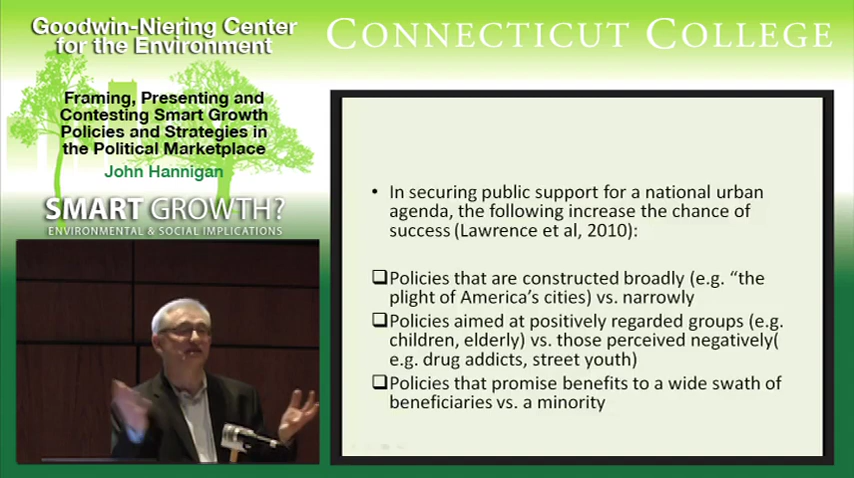 Goodwin-Niering Center
for the Environment
CONNECTICUT COLLEGE
Framing, Presenting and
Contesting Smart Growth
Policies and Strategies in
the Political Marketplace
John Hannigan
SMART GROWTH?
ENVIRONMENTAL & SOCIAL IMPLICATIONS
• In securing public support for a national urban
agenda, the following increase the chance of
success (Lawrence et al, 2010):
❑Policies that are constructed broadly (e.g. “the
plight of America’s cities) vs. narrowly
❑Policies aimed at positively regarded groups (e.g.
children, elderly) vs. those perceived negatively(
e.g. drug addicts, street youth)
❑Policies that promise benefits to a wide swath of
beneficiaries vs. a minority